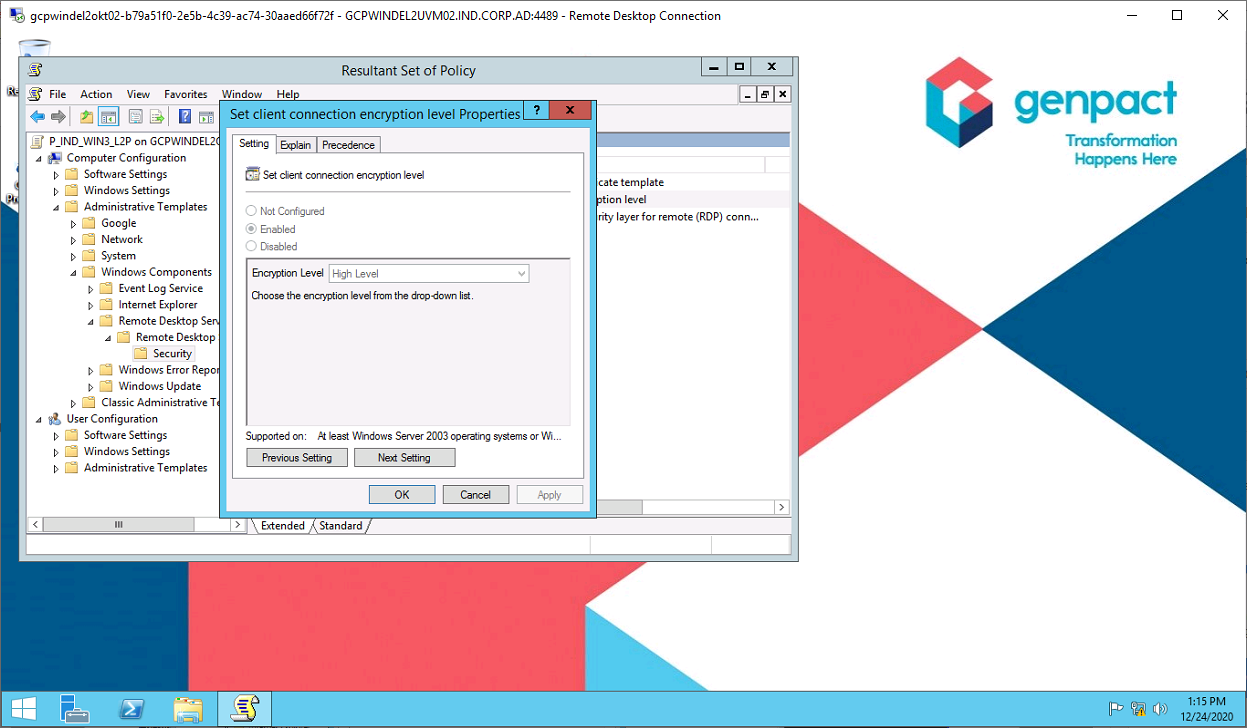 gcpwindel2okt02-b79a51f0-2e5b-4c39-ac74-30aaed66f72f - GCPWINDEL2UVM02.IND.CORP.AD:4489 - Remote Desktop Connection
Resultant Set of Policy
File Action View Favorites Window Help
P_IND_WIN3_L2P on GCPWINDEL2
Computer Configuration
Software Settings
Windows Settings
Administrative Templates
Google
Network
System
Windows Components
Event Log Service
Internet Explorer
Remote Desktop Serv
Remote Desktop
Security
Windows Error Repor
Windows Update
Classic Administrative Te
User Configuration
Software Settings
Windows Settings
Administrative Templates
Extended Standard
Set client connection encryption level Properties
?
Setting Explain Precedence
Set client connection encryption level
Not Configured
Enabled
Disabled
Encryption Level High Level
Choose the encryption level from the drop-down list.
Supported on: At least Windows Server 2003 operating systems or Wi...
Previous Setting Next Setting
OK Cancel Apply
cate template
ption level
rity layer for remote (RDP) conn...
genpact
Transformation
Happens Here
1:15 PM
12/24/2020